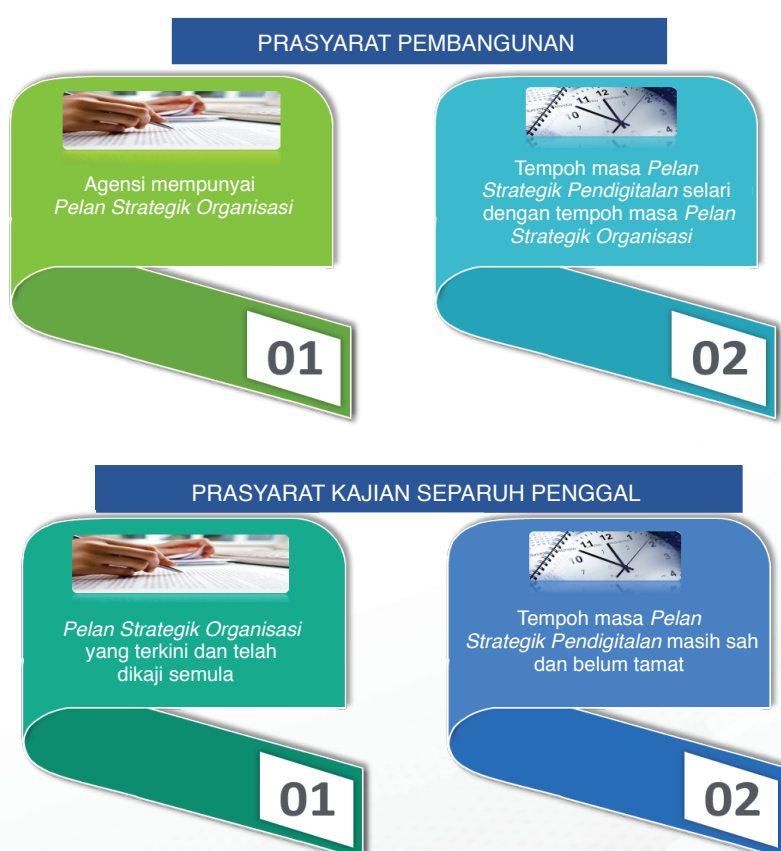 PRASYARAT PEMBANGUNAN
Agensi mempunyai
Pelan Strategik Organisasi
01
Tempoh masa Pelan
Strategik Pendigitalan selari
dengan tempoh masa Pelan
Strategik Organisasi
02
PRASYARAT KAJIAN SEPARUH PENGGAL
Pelan Strategik Organisasi
yang terkini dan telah
dikaji semula
01
Tempoh masa Pelan
Strategik Pendigitalan masih sah
dan belum tamat
02